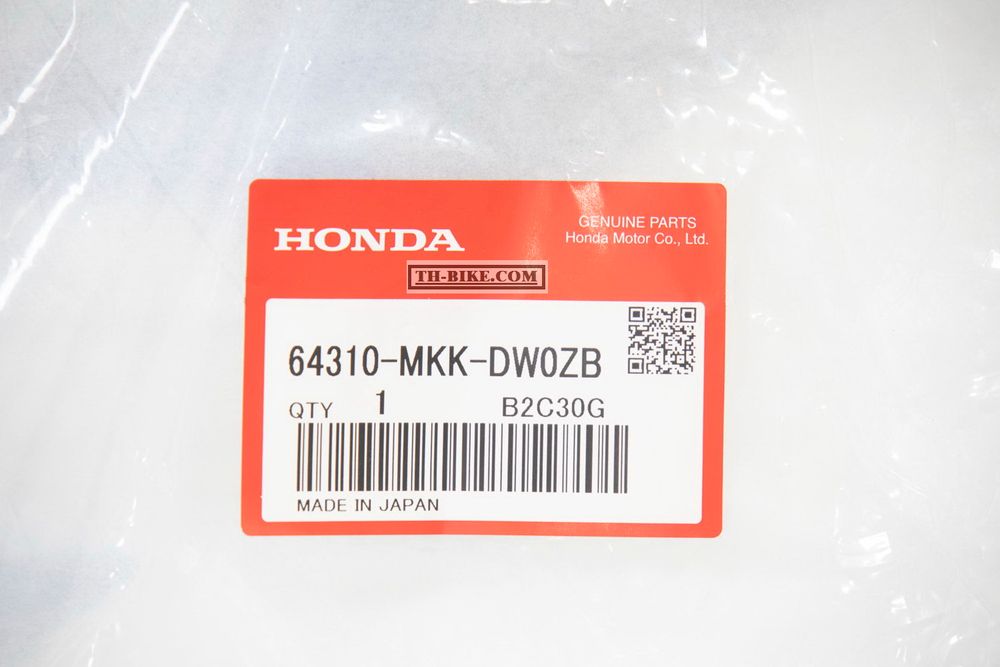 HONDA
GENUINE PARTS
Honda Motor Co., Ltd.
TH-BIKE.COM
64310-MKK-DW0ZB
QTY 1 B2C30G
MADE IN JAPAN